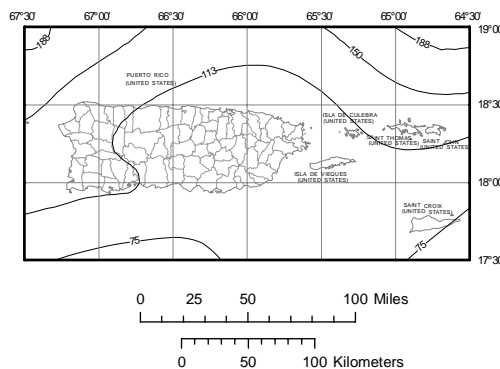 67°30' 67°00' 66°30' 66°00' 65°30' 65°00' 64°30'
19°00'
188
150
188
PUERTO RICO
(UNITED STATES)
113
18°30'
ISLA DE CULEBRA
(UNITED STATES)
SAINT THOMAS
(UNITED STATES)
SAINT JOHN
(UNITED STATES)
ISLA DE VIEQUES
(UNITED STATES)
18°00'
SAINT CROIX
(UNITED STATES)
75
75
17°30'
0 25 50 100 Miles
0 50 100 Kilometers